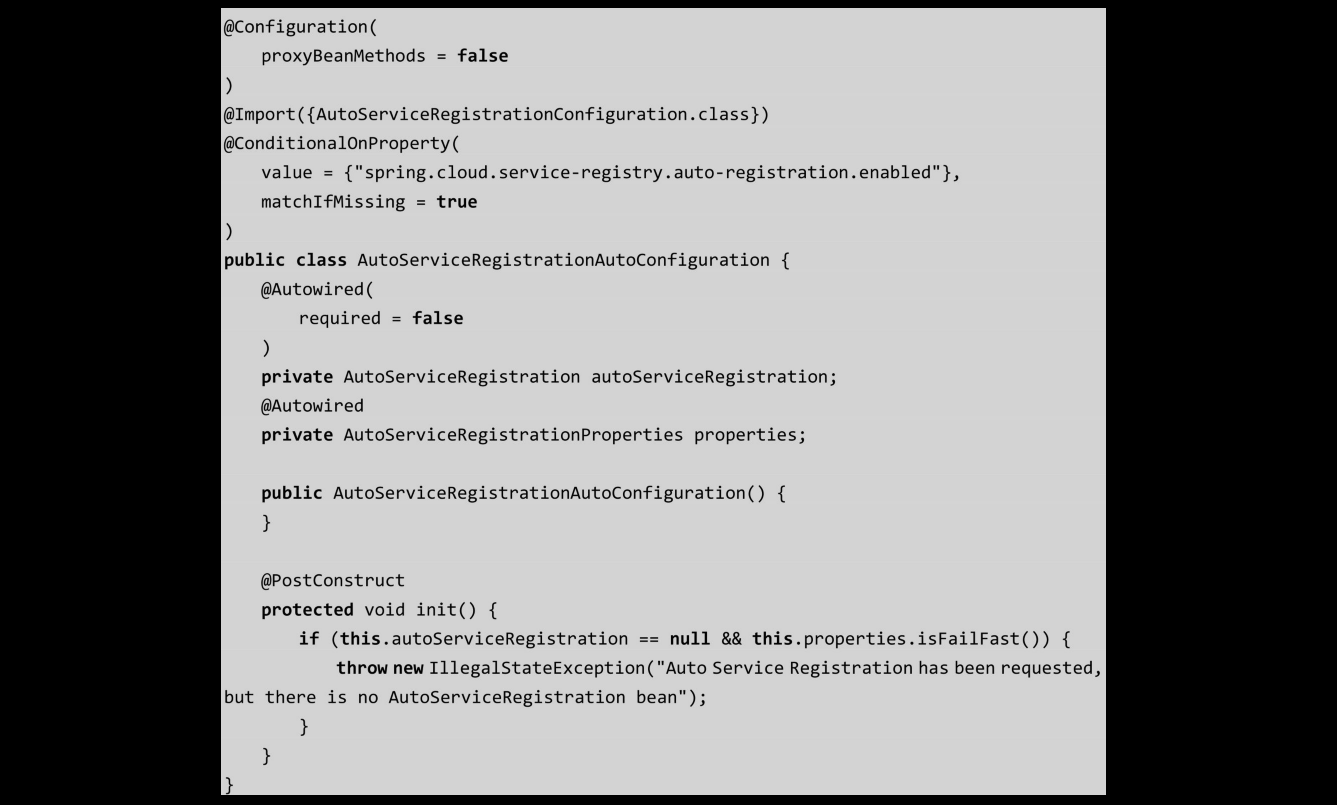 @Configuration(
proxyBeanMethods = false
)
@Import({AutoServiceRegistrationConfiguration.class})
@ConditionalOnProperty(
value = {"spring.cloud.service-registry.auto-registration.enabled"},
matchIfMissing = true
)
public class AutoServiceRegistrationAutoConfiguration {
@Autowired(
required = false
)
private AutoServiceRegistration autoServiceRegistration;
@Autowired
private AutoServiceRegistrationProperties properties;
public AutoServiceRegistrationAutoConfiguration() {
}
@PostConstruct
protected void init() {
if (this.autoServiceRegistration == null && this.properties.isFailFast()) {
throw new IllegalStateException("Auto Service Registration has been requested,
but there is no AutoServiceRegistration bean");
}
}
}